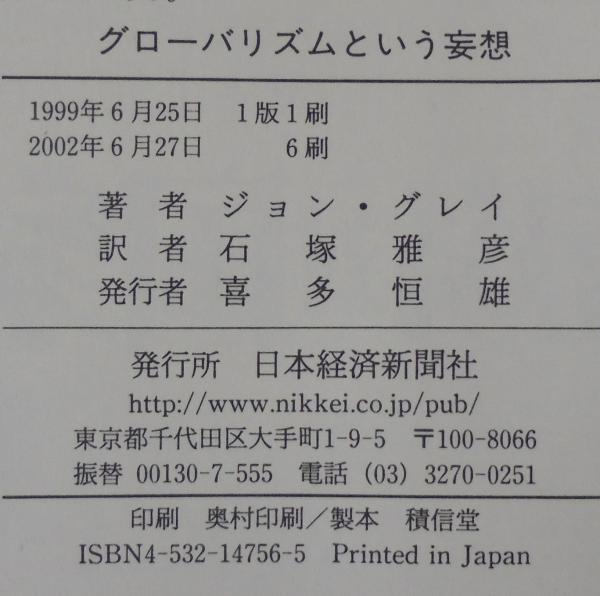 グローバリズムという妄想
1999年6月25日 1版1刷
2002年6月27日 6刷
著者 ジョン・グレイ
訳者 石塚雅彦
発行者 喜多恒雄
発行所 日本経済新聞社
http://www.nikkei.co.jp/pub/
東京都千代田区大手町1-9-5 〒100-8066
振替 00130-7-555 電話 (03) 3270-0251
印刷 奥村印刷/製本 積信堂
ISBN4-532-14756-5 Printed in Japan